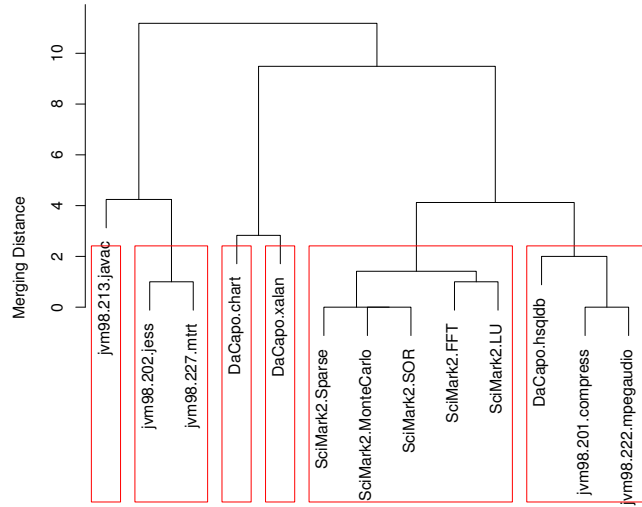 Merging Distance
10
8
6
4
2
0
jvm98.213.javac
jvm98.202.jess
jvm98.227.mtrt
DaCapo.chart
DaCapo.xalan
SciMark2.Sparse
SciMark2.MonteCarlo
SciMark2.SOR
SciMark2.FFT
SciMark2.LU
DaCapo.hsqldb
jvm98.201.compress
jvm98.222.mpegaudio